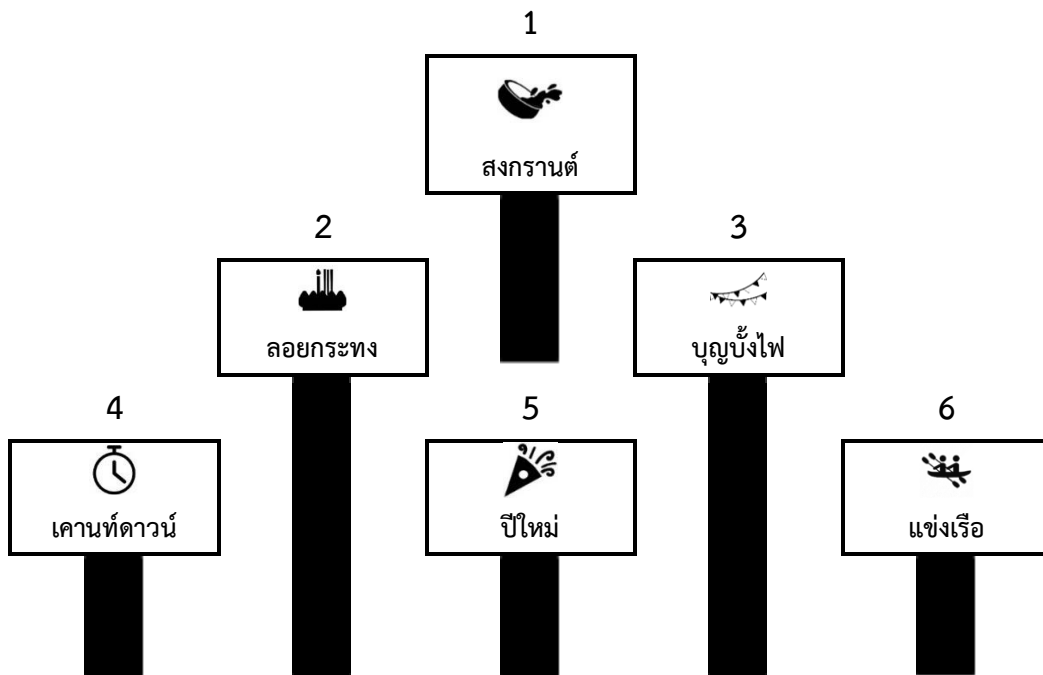 1
สงกรานต์
2
3
ลอยกระทง
บุญบั้งไฟ
4
5
6
เคานท์ดาวน์
ปีใหม่
แข่งเรือ